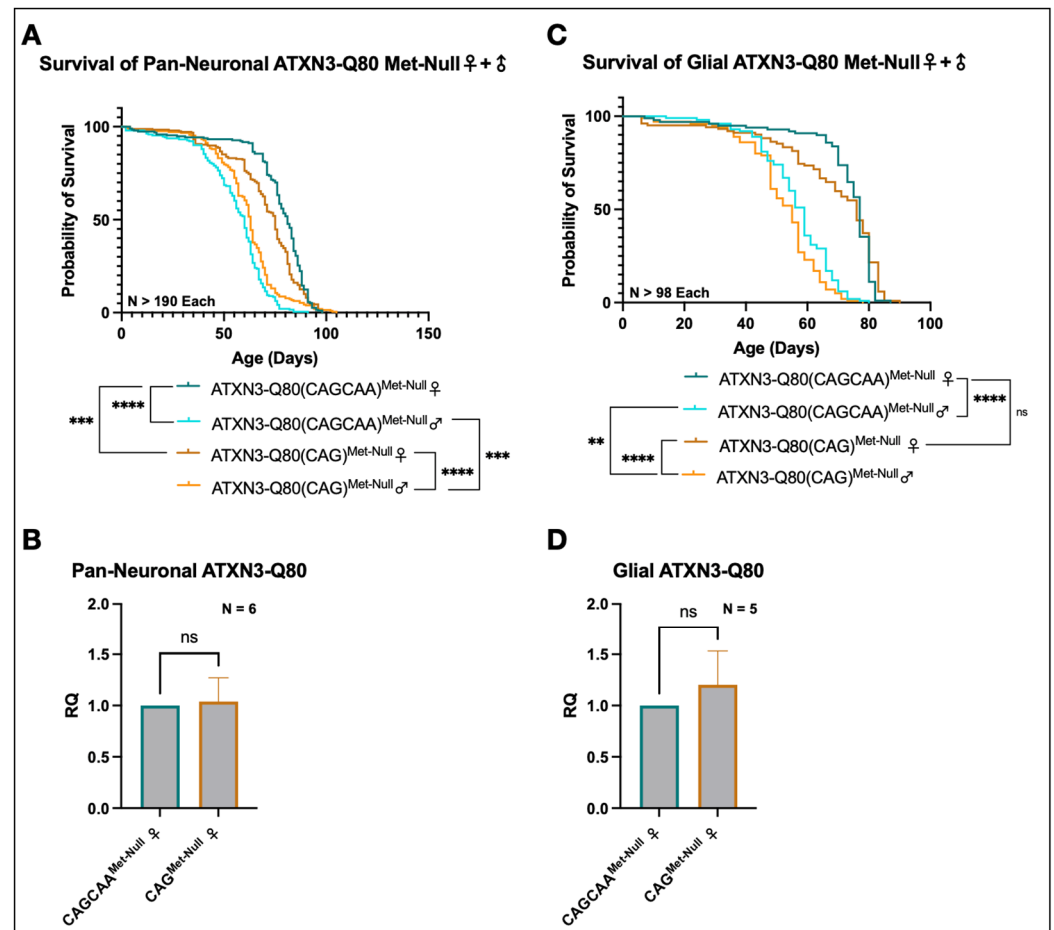 A
Survival of Pan-Neuronal ATXN3-Q80 Met-Null ♀ + ♂
Probability of Survival
100
50
0
N > 190 Each
0 50 100 150
Age (Days)
ATXN3-Q80(CAGCAA)Met-Null ♀
ATXN3-Q80(CAGCAA)Met-Null ♂
ATXN3-Q80(CAG)Met-Null ♀
ATXN3-Q80(CAG)Met-Null ♂
*** **** **** ***
C
Survival of Glial ATXN3-Q80 Met-Null ♀ + ♂
Probability of Survival
100
50
0
N > 98 Each
0 20 40 60 80 100
Age (Days)
ATXN3-Q80(CAGCAA)Met-Null ♀
ATXN3-Q80(CAGCAA)Met-Null ♂
ATXN3-Q80(CAG)Met-Null ♀
ATXN3-Q80(CAG)Met-Null ♂
** **** **** ns
B
Pan-Neuronal ATXN3-Q80
N = 6
ns
RQ
2.0
1.5
1.0
0.5
0.0
CAGCAAMet-Null ♀
CAGMet-Null ♀
D
Glial ATXN3-Q80
N = 5
ns
RQ
2.0
1.5
1.0
0.5
0.0
CAGCAAMet-Null ♀
CAGMet-Null ♀